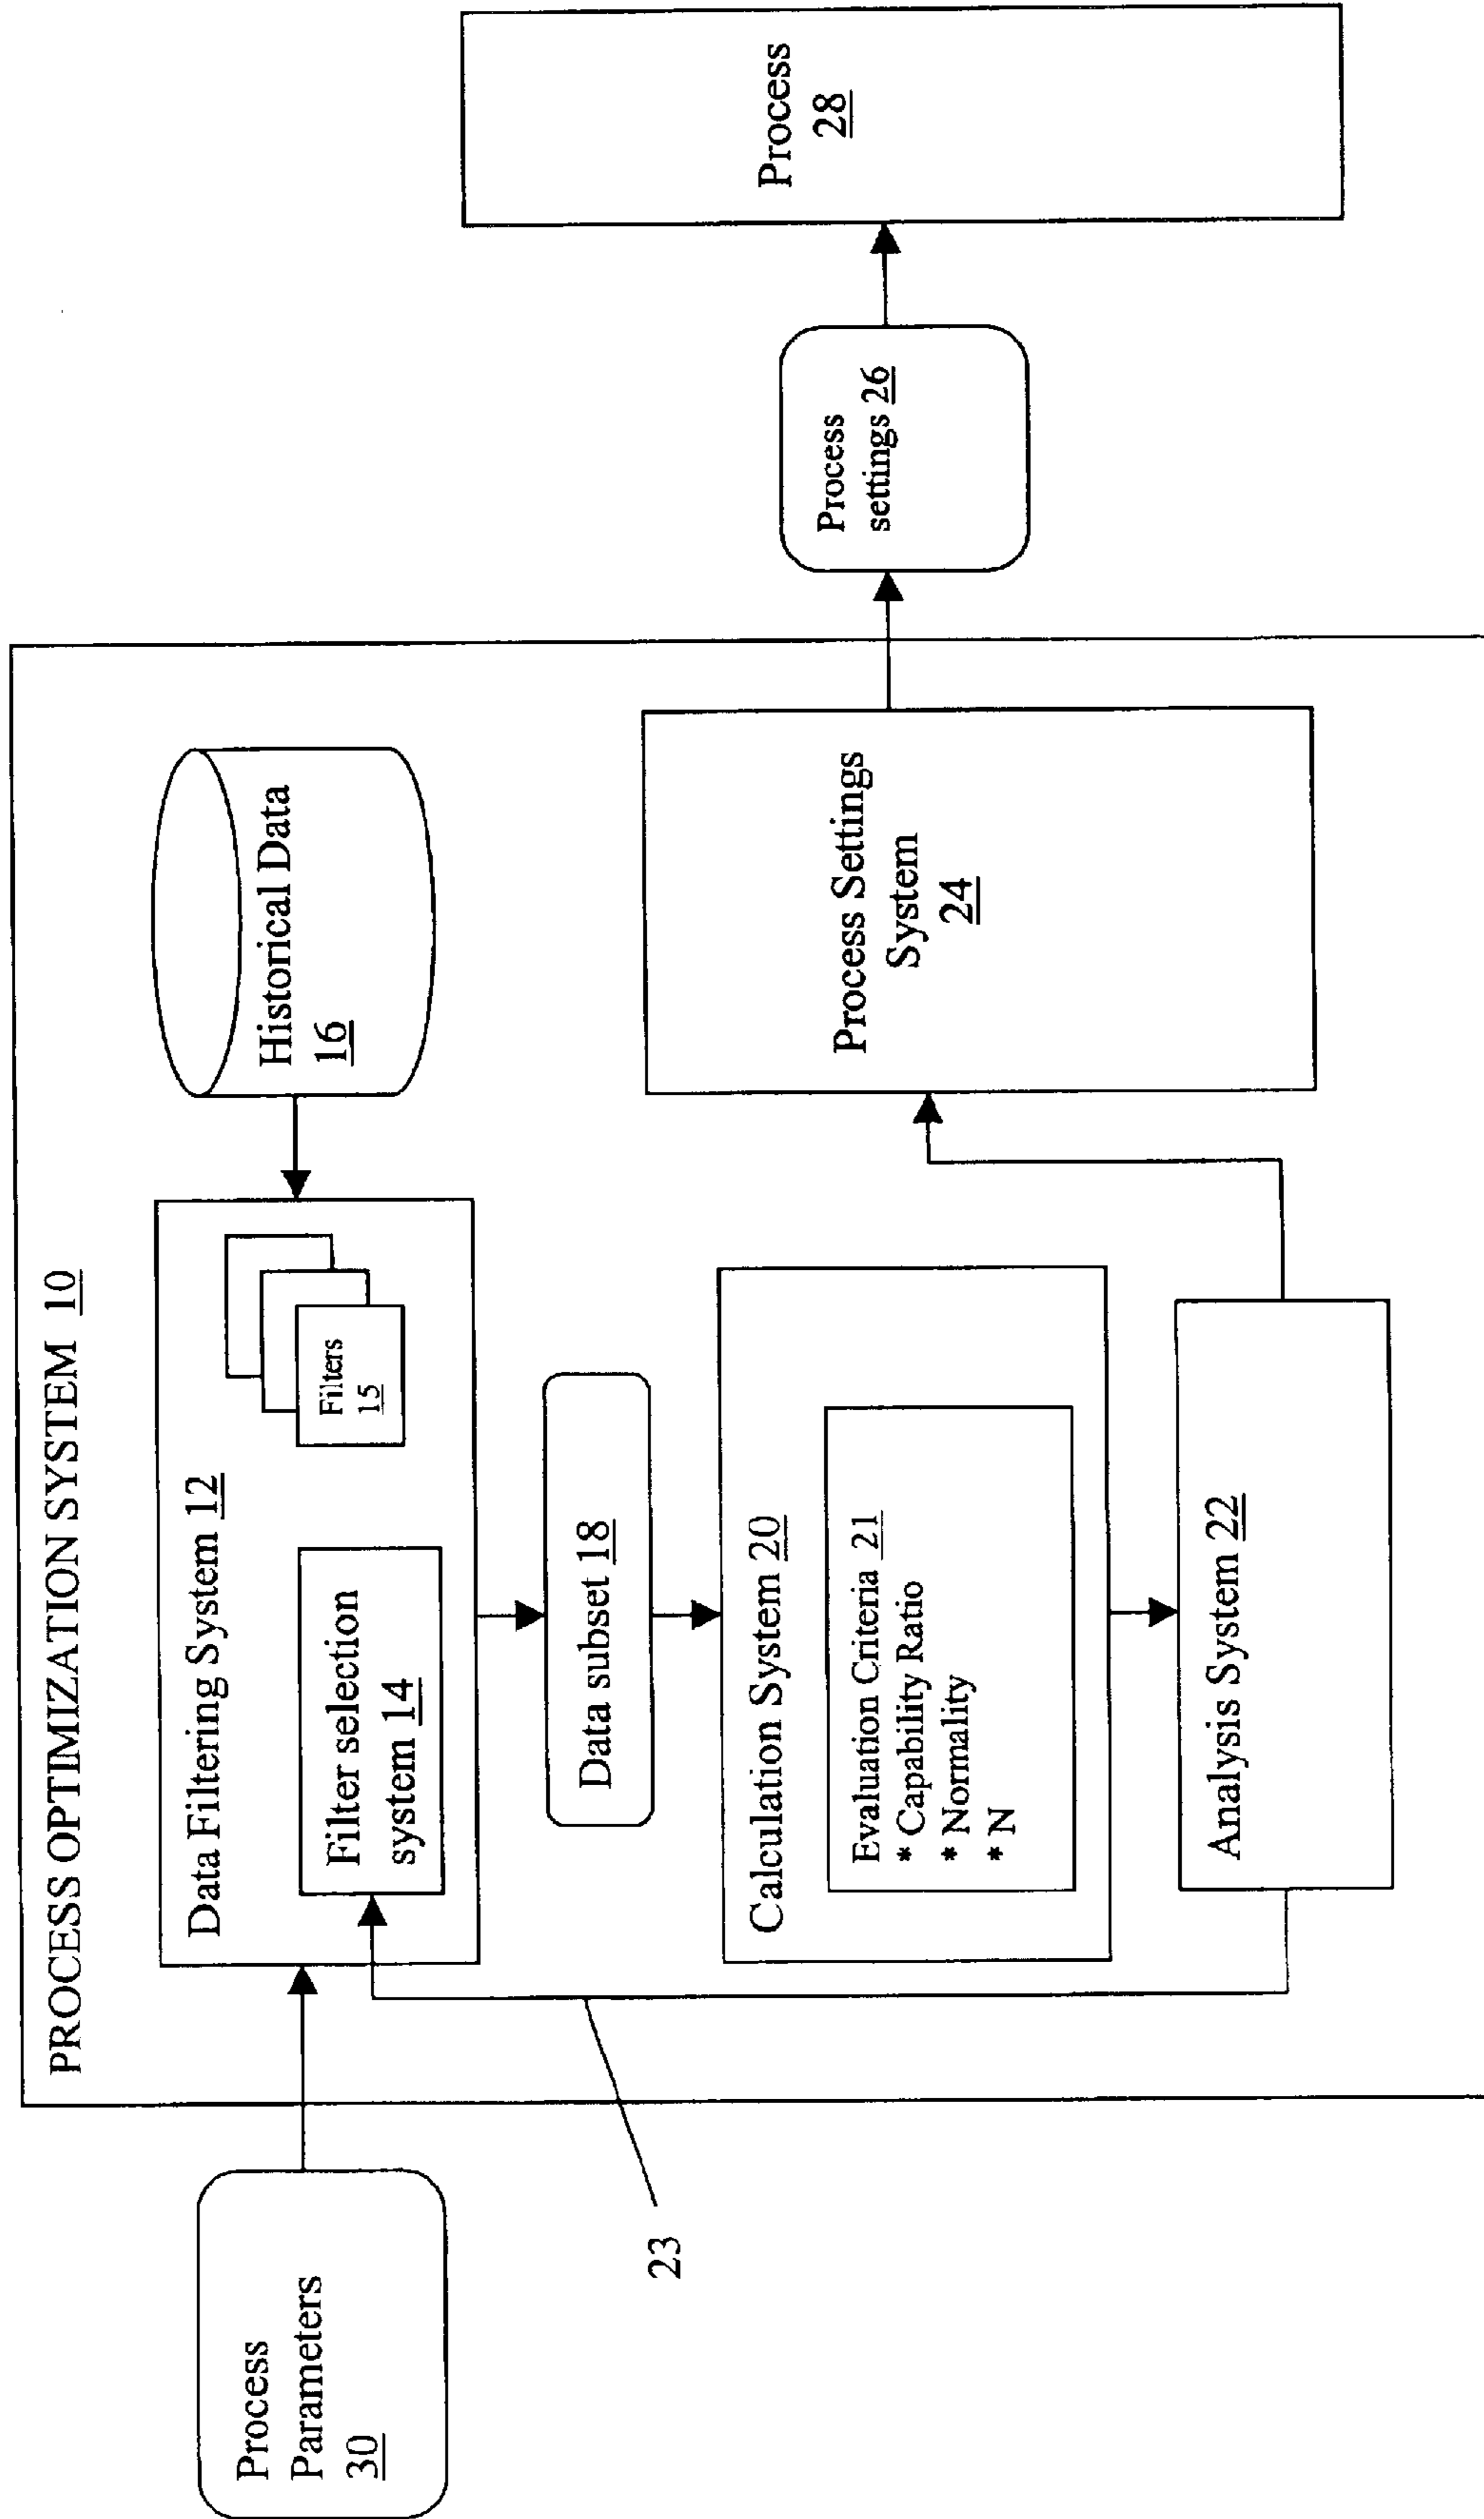 PROCESS OPTIMIZATION SYSTEM 10
Process
Parameters
30
Data Filtering System 12
Filter selection
system 14
Filters
15
Historical Data
16
Data subset 18
Calculation System 20
Evaluation Criteria 21
* Capability Ratio
* Normality
* N
Analysis System 22
23
Process Settings
System
24
Process
settings 26
Process
28